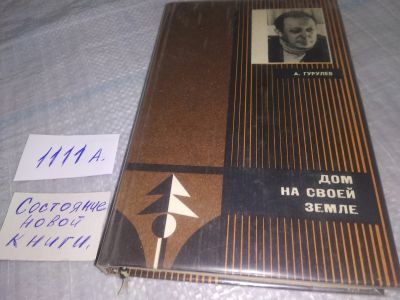 А. ГУРУЛЕВ
ДОМ
НА СВОЕЙ
ЗЕМЛЕ
1111 А.
Состояние
новой
книги.